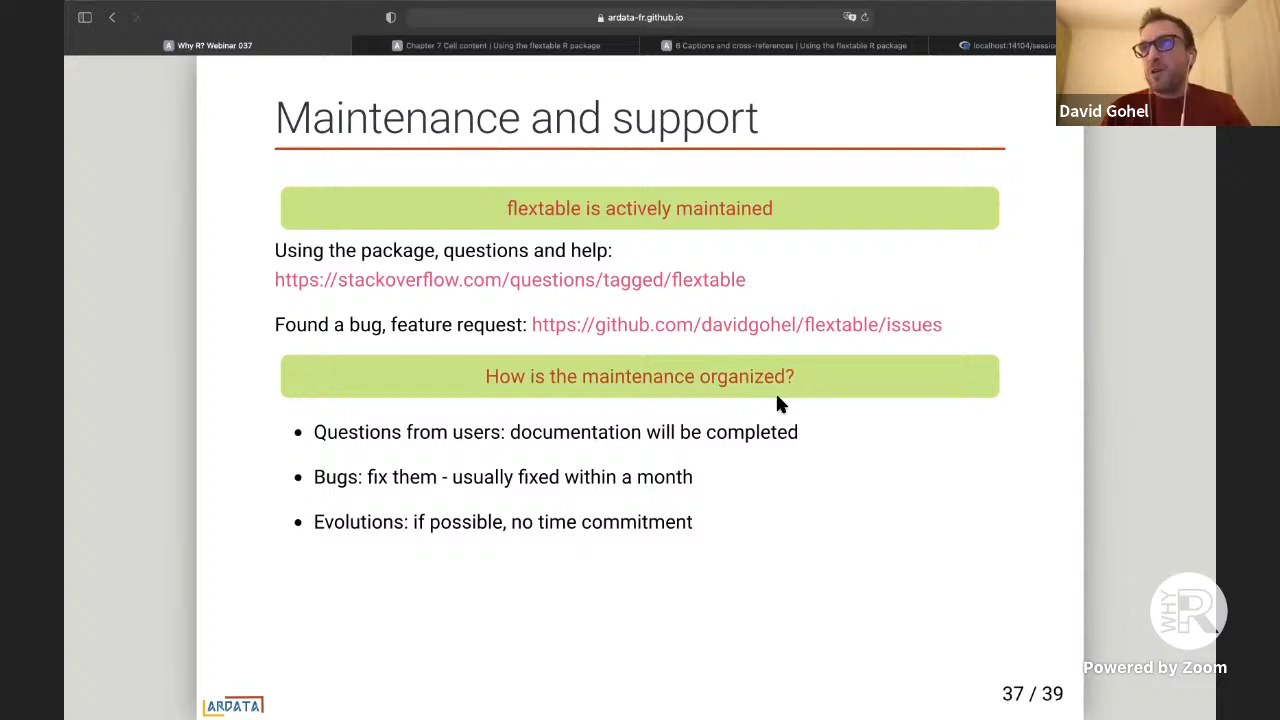 ardata-fr.github.io
Why R? Webinar 037
Chapter 7 Cell content | Using the flextable R package
6 Captions and cross-references | Using the flextable R package
localhost:14104/sessio
David Gohel
Maintenance and support
flextable is actively maintained
Using the package, questions and help:
https://stackoverflow.com/questions/tagged/flextable
Found a bug, feature request: https://github.com/davidgohel/flextable/issues
How is the maintenance organized?
• Questions from users: documentation will be completed
• Bugs: fix them - usually fixed within a month
• Evolutions: if possible, no time commitment
WHY R
Powered by Zoom
37 / 39
ARDATA